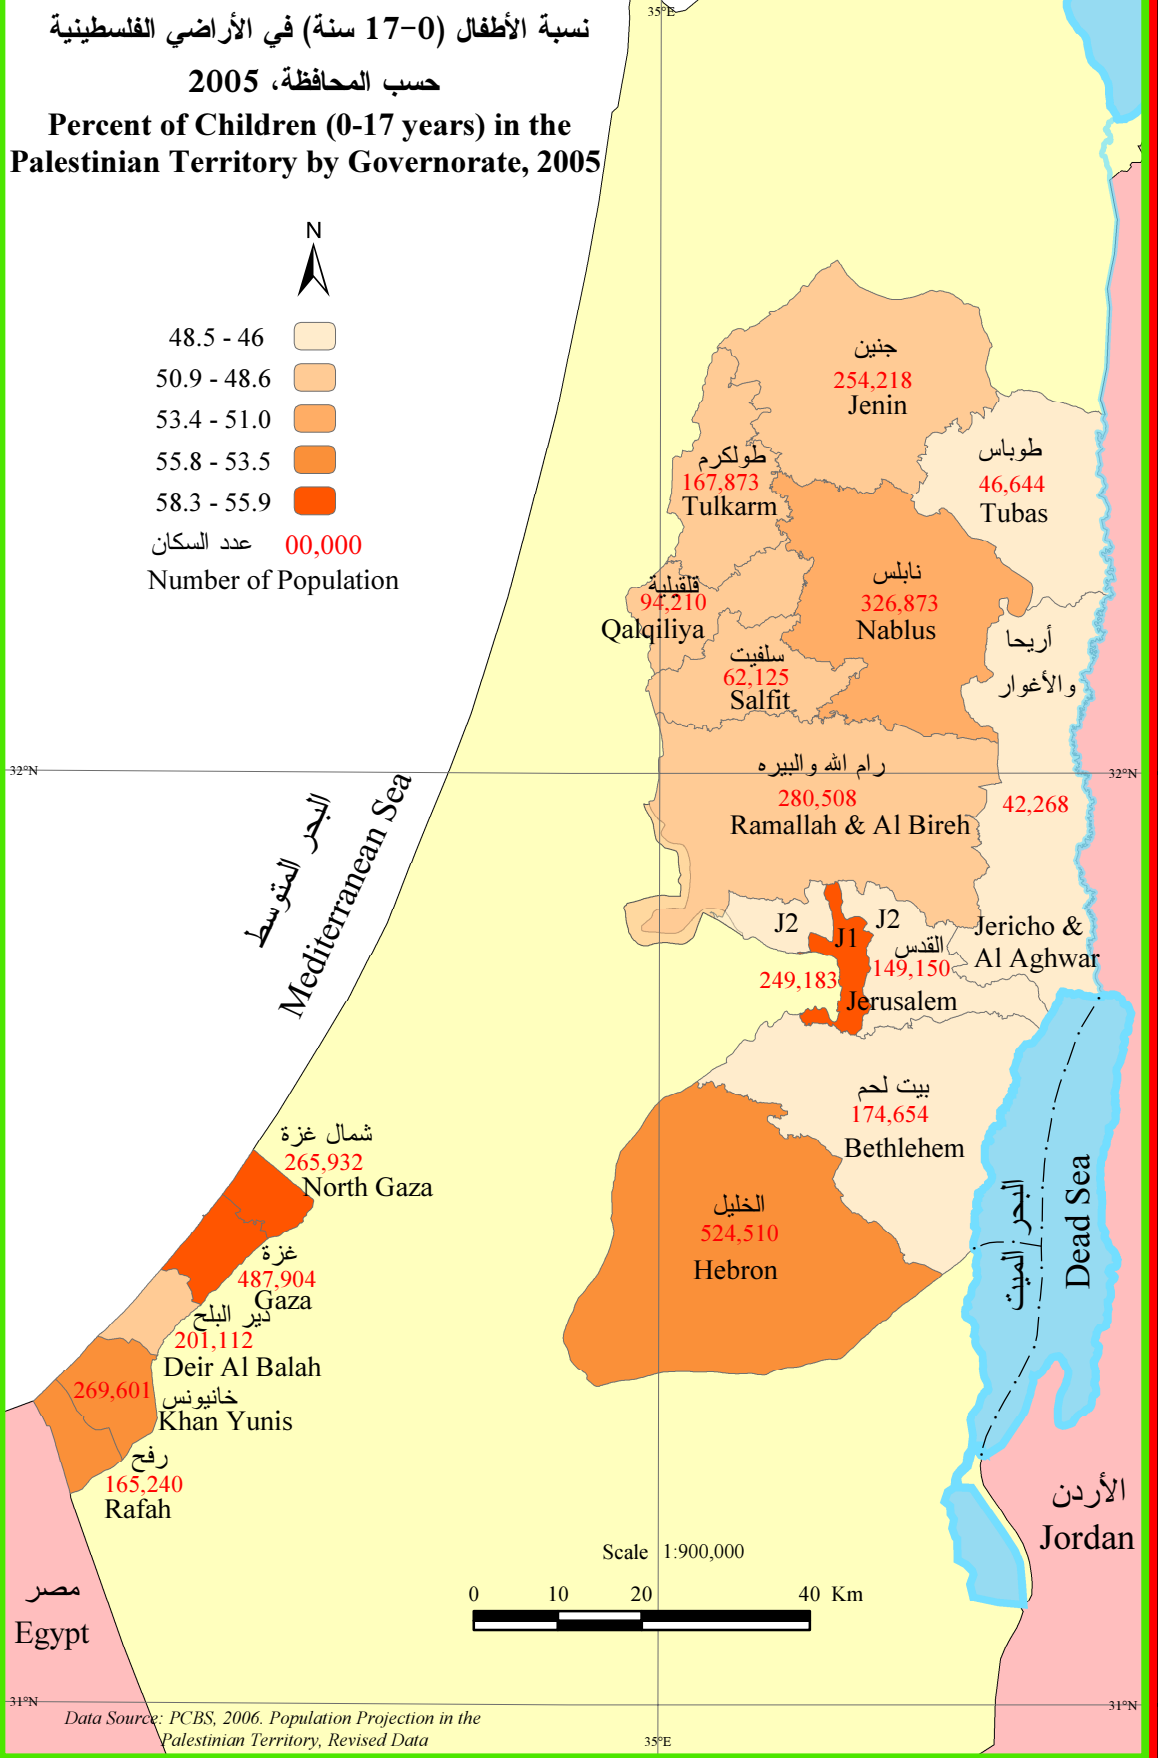 نسبة الأطفال (0-17 سنة) في الأراضي الفلسطينية
حسب المحافظة، 2005
Percent of Children (0-17 years) in the
Palestinian Territory by Governorate, 2005
N
48.5 - 46
50.9 - 48.6
53.4 - 51.0
55.8 - 53.5
58.3 - 55.9
عدد السكان 00,000
Number of Population
35°E
جنين
254,218
Jenin
طوباس
46,644
Tubas
طولكرم
167,873
Tulkarm
نابلس
326,873
Nablus
قلقيلية
94,210
Qalqiliya
سلفيت
62,125
Salfit
أريحا
والأغوار
42,268
Jericho &
Al Aghwar
32°N
32°N
رام الله والبيره
280,508
Ramallah & Al Bireh
البحر المتوسط
Mediterranean Sea
J2
J1
J2
القدس
249,183
149,150
Jerusalem
بيت لحم
174,654
Bethlehem
الخليل
524,510
Hebron
البحر الميت
Dead Sea
شمال غزة
265,932
North Gaza
غزة
487,904
Gaza
دير البلح
201,112
Deir Al Balah
269,601
خانيونس
Khan Yunis
رفح
165,240
Rafah
الأردن
Jordan
مصر
Egypt
Scale 1:900,000
0 10 20 40 Km
31°N
31°N
Data Source: PCBS, 2006. Population Projection in the
Palestinian Territory, Revised Data
35°E